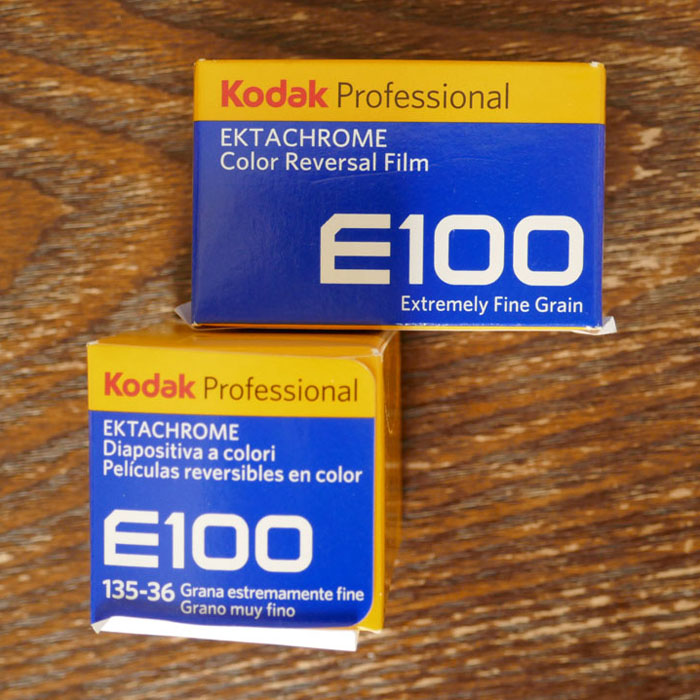 Kodak Professional
EKTACHROME
Color Reversal Film
E100
Extremely Fine Grain
Kodak Professional
EKTACHROME
Diapositiva a colori
Películas reversibles en color
E100
135-36 Grana estremamente fine
Grano muy fino